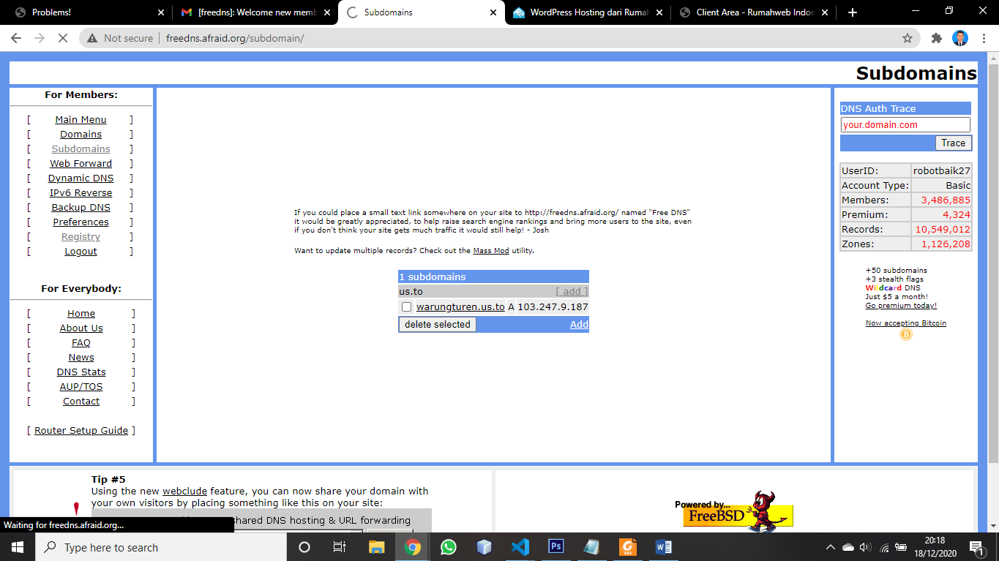 Problems!
[freedns]: Welcome new memb
Subdomains
WordPress Hosting dari Rumah
Client Area - Rumahweb Indon
Not secure
freedns.afraid.org/subdomain/
Subdomains
For Members:
[ Main Menu ]
[ Domains ]
[ Subdomains ]
[ Web Forward ]
[ Dynamic DNS ]
[ IPv6 Reverse ]
[ Backup DNS ]
[ Preferences ]
[ Registry ]
[ Logout ]
For Everybody:
[ Home ]
[ About Us ]
[ FAQ ]
[ News ]
[ DNS Stats ]
[ AUP/TOS ]
[ Contact ]
[ Router Setup Guide ]
If you could place a small text link somewhere on your site to http://freedns.afraid.org/ named "Free DNS"
it would be greatly appreciated, to help raise search engine rankings and bring more users to the site, even
if you don't think your site gets much traffic it would still help! - Josh
Want to update multiple records? Check out the Mass Mod utility.
1 subdomains
us.to [ add ]
warungturen.us.to A 103.247.9.187
delete selected Add
DNS Auth Trace
your.domain.com
Trace
UserID: robotbaik27
Account Type: Basic
Members: 3,486,885
Premium: 4,324
Records: 10,549,012
Zones: 1,126,208
+50 subdomains
+3 stealth flags
Wildcard DNS
Just $5 a month!
Go premium today!
Now accepting Bitcoin
Tip #5
Using the new webclude feature, you can now share your domain with
your own visitors by placing something like this on your site:
shared DNS hosting & URL forwarding
Powered by...
FreeBSD
Waiting for freedns.afraid.org...
Type here to search
20:18
18/12/2020
1